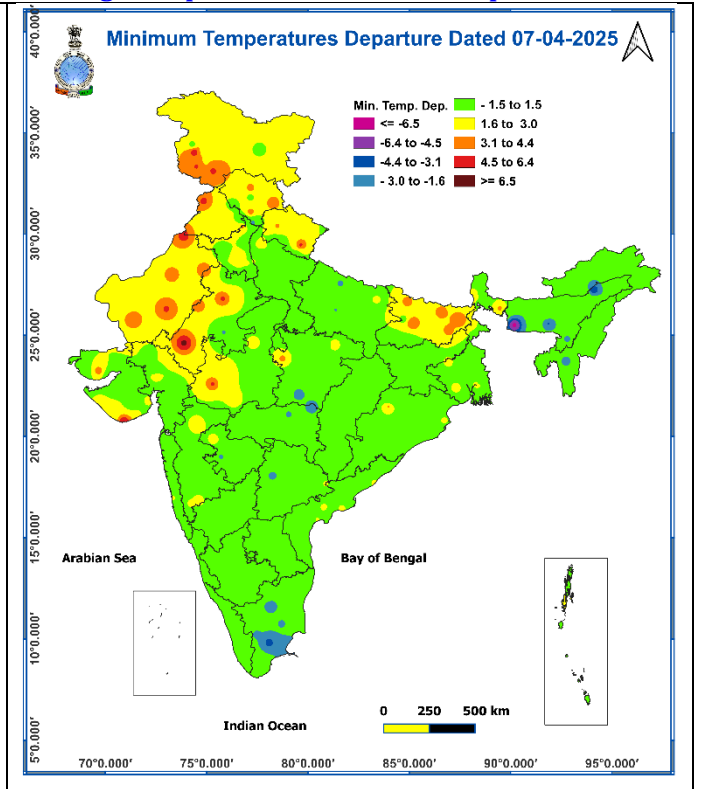 Minimum Temperatures Departure Dated 07-04-2025
Min. Temp. Dep.
<= -6.5
-6.4 to -4.5
-4.4 to -3.1
- 3.0 to -1.6
- 1.5 to 1.5
1.6 to 3.0
3.1 to 4.4
4.5 to 6.4
>= 6.5
40°0.000'
35°0.000'
30°0.000'
25°0.000'
20°0.000'
15°0.000'
10°0.000'
5°0.000'
Arabian Sea
Bay of Bengal
Indian Ocean
0 250 500 km
70°0.000' 75°0.000' 80°0.000' 85°0.000' 90°0.000' 95°0.000'